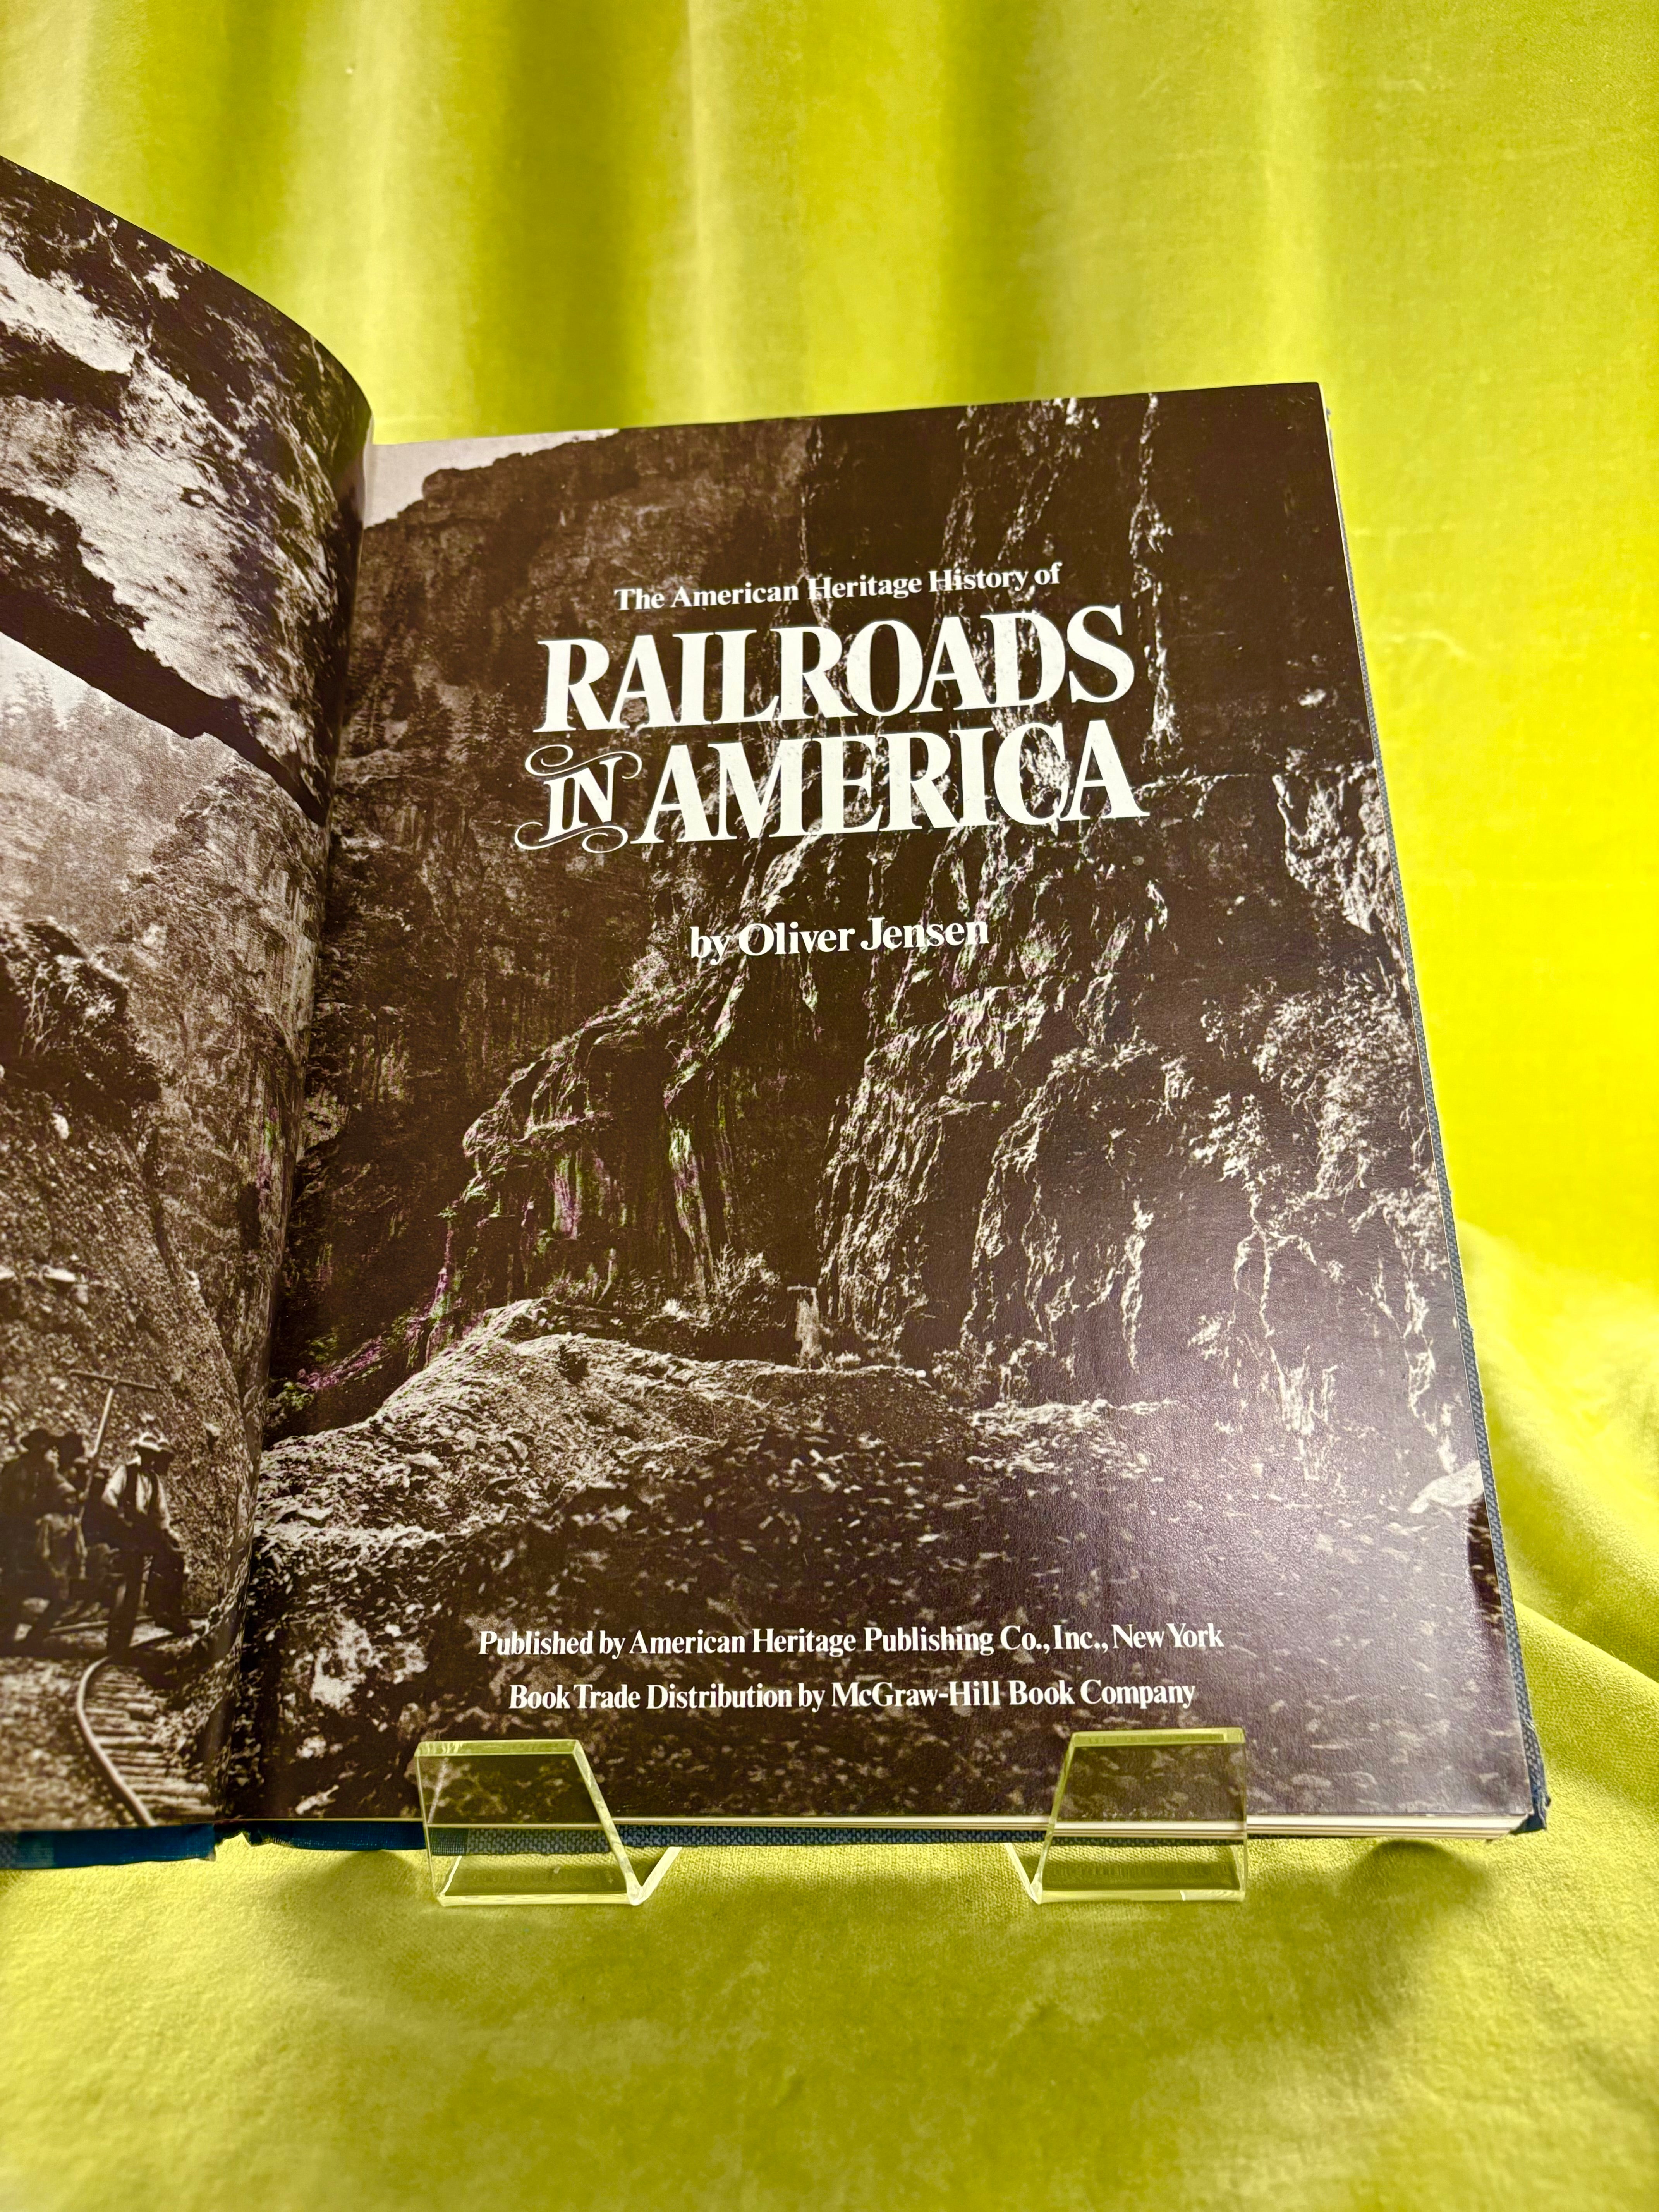 The American Heritage History of
RAILROADS
IN AMERICA
by Oliver Jensen
Published by American Heritage Publishing Co., Inc., New York
Book Trade Distribution by McGraw-Hill Book Company